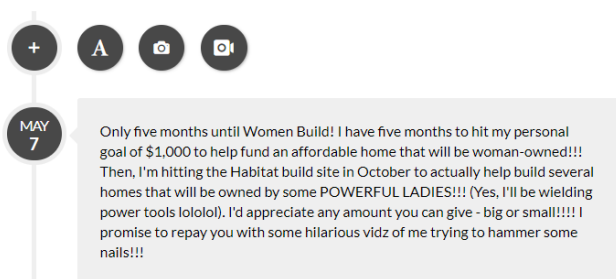 +
A
MAY
7
Only five months until Women Build! I have five months to hit my personal
goal of $1,000 to help fund an affordable home that will be woman-owned!!!
Then, I'm hitting the Habitat build site in October to actually help build several
homes that will be owned by some POWERFUL LADIES!!! (Yes, I'll be wielding
power tools lololol). I'd appreciate any amount you can give - big or small!!!! I
promise to repay you with some hilarious vidz of me trying to hammer some
nails!!!